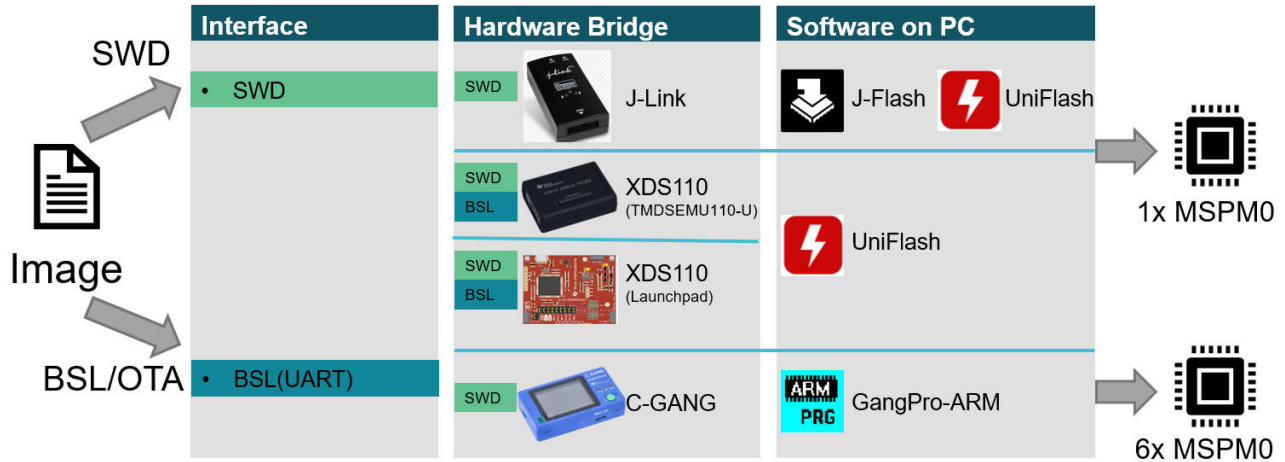 Interface
Hardware Bridge
Software on PC
SWD
• SWD
SWD
J-Link
J-Flash
UniFlash
SWD
BSL
XDS110
(TMDSEMU110-U)
1x MSPM0
UniFlash
Image
SWD
BSL
XDS110
(Launchpad)
BSL/OTA
• BSL(UART)
SWD
C-GANG
ARM
PRG
GangPro-ARM
6x MSPM0